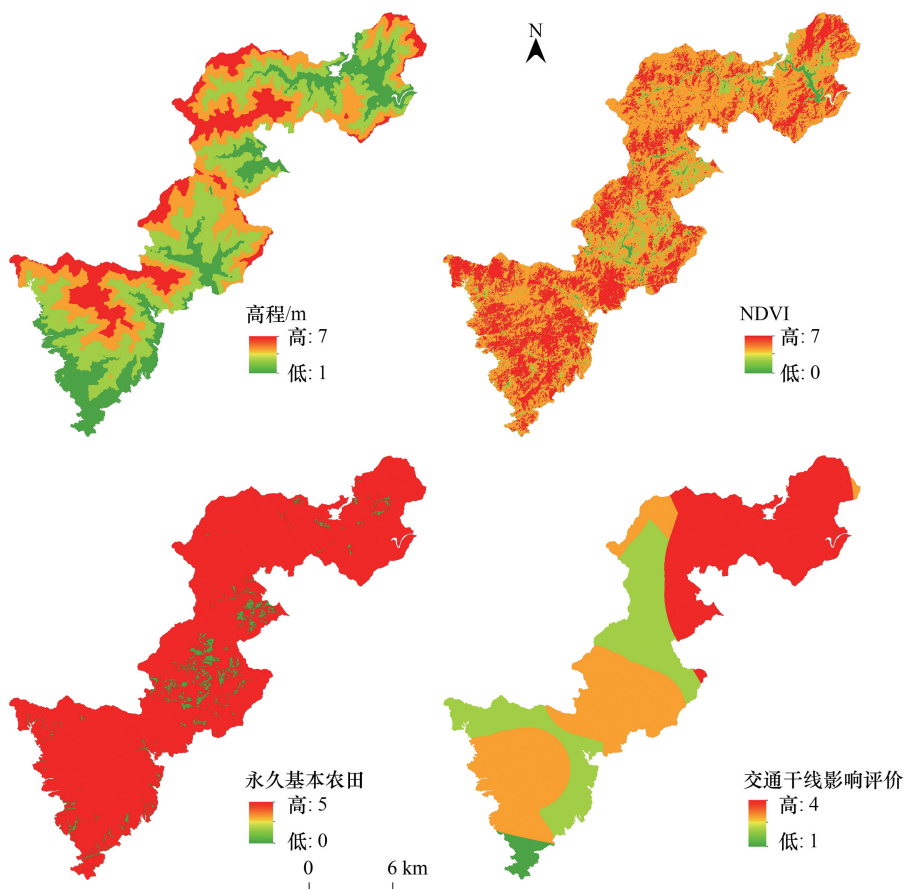 N
高程/m
高: 7
低: 1
NDVI
高: 7
低: 0
永久基本农田
高: 5
低: 0
交通干线影响评价
高: 4
低: 1
0 6 km